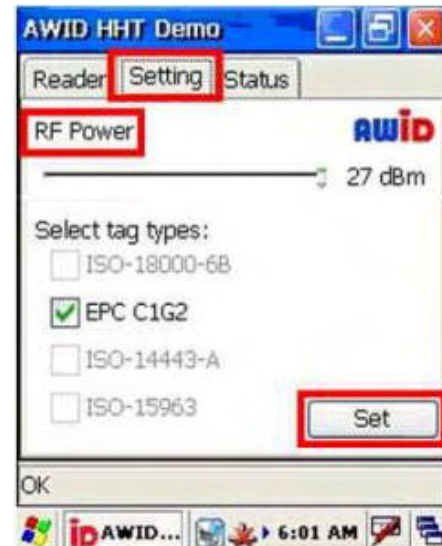 AWID HHT Demo
Reader Setting Status
RF Power AWID
27 dBm
Select tag types:
ISO-18000-6B
EPC C1G2
ISO-14443-A
ISO-15963
Set
OK
ID AWID... 6:01 AM